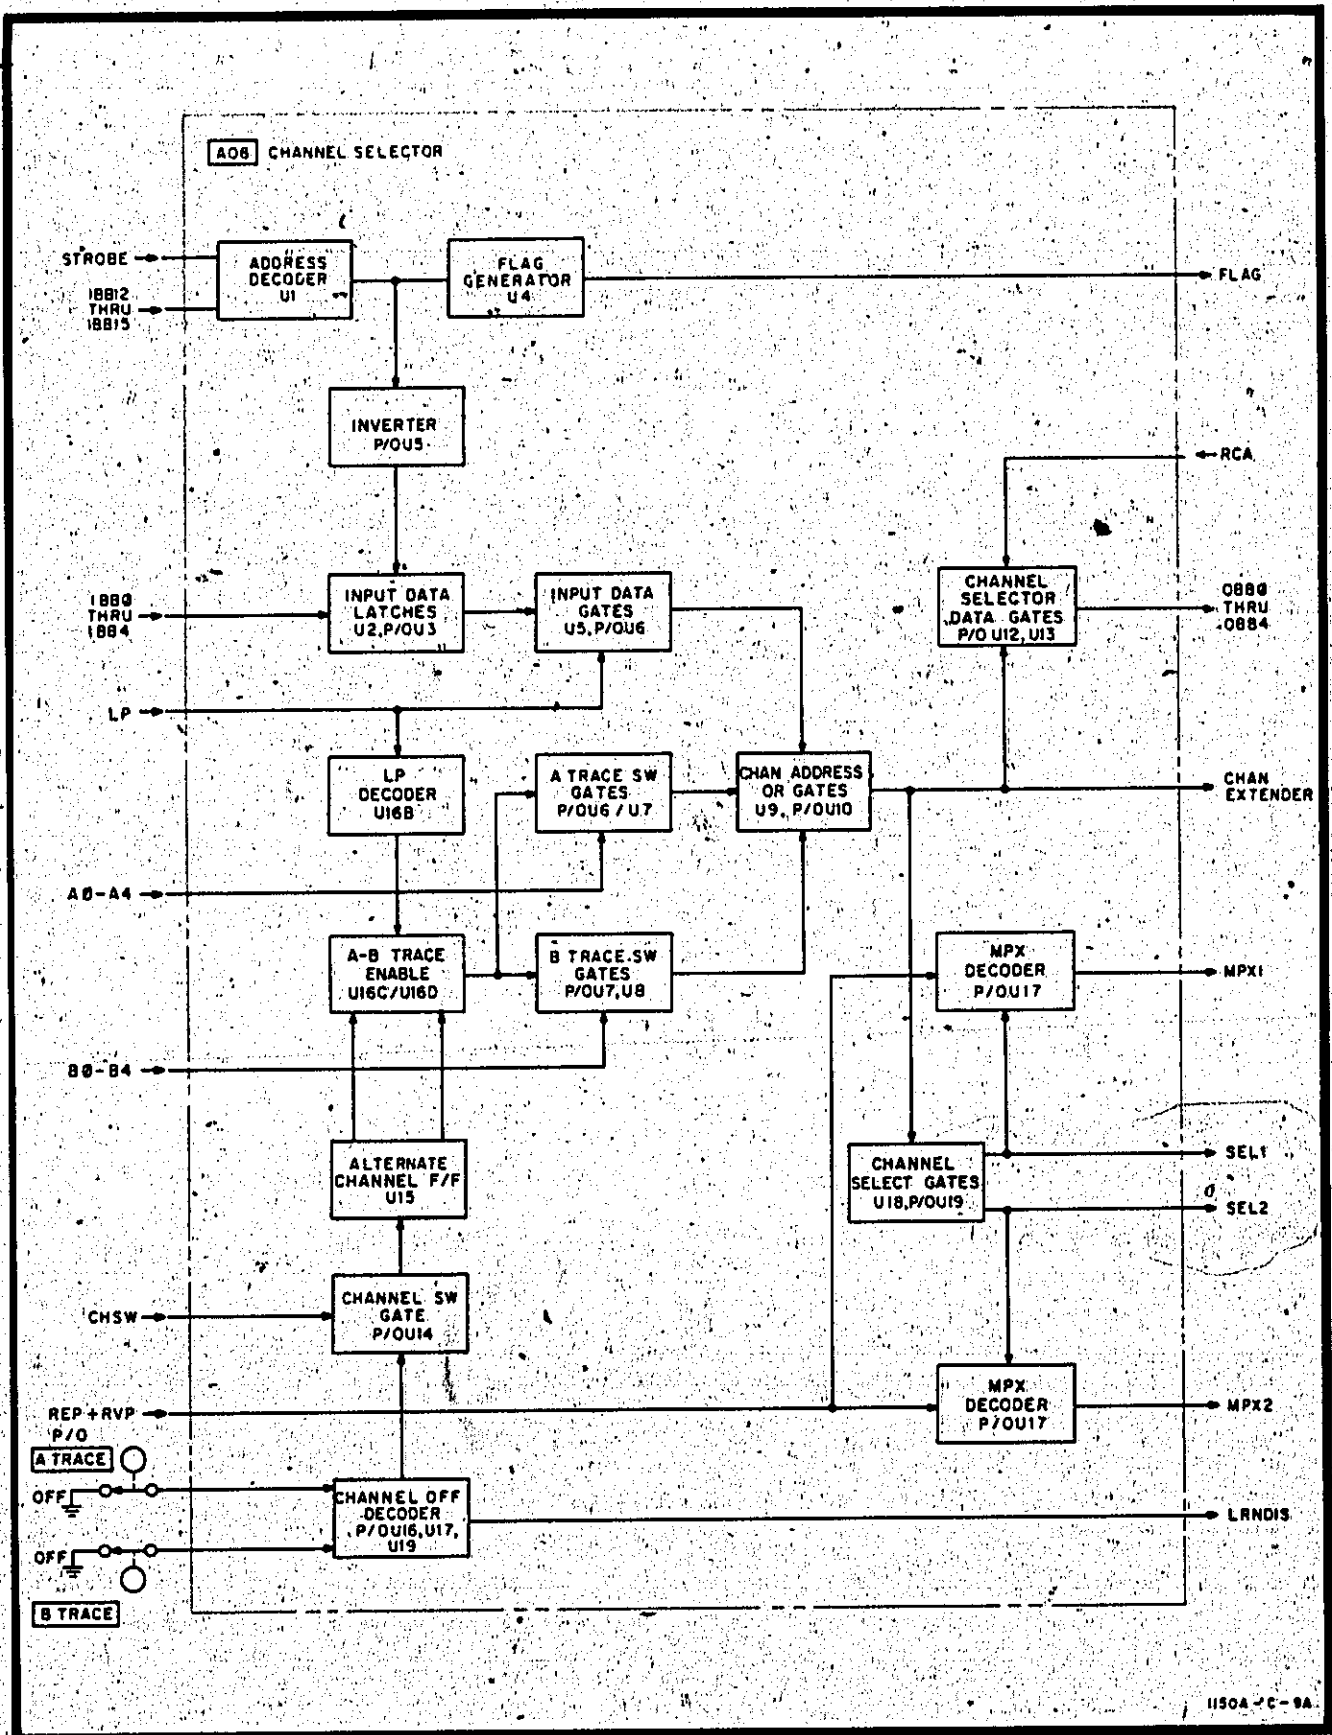 A08 CHANNEL SELECTOR
STROBE
IBB12
THRU
IBB15
ADDRESS
DECODER
U1
FLAG
GENERATOR
U4
FLAG
INVERTER
P/OU5
RCA
IBB0
THRU
IBB4
INPUT DATA
LATCHES
U2,P/OU3
INPUT DATA
GATES
U5,P/OU6
CHANNEL
SELECTOR
DATA GATES
P/O U12,U13
OBB0
THRU
OBB4
LP
LP
DECODER
U16B
A TRACE SW
GATES
P/OU6 / U7
CHAN ADDRESS
OR GATES
U9, P/OU10
CHAN
EXTENDER
A0-A4
A-B TRACE
ENABLE
U16C/U16D
B TRACE SW
GATES
P/OU7,U8
MPX
DECODER
P/OU17
MPX1
B0-B4
ALTERNATE
CHANNEL F/F
U15
CHANNEL
SELECT GATES
U18,P/OU19
SEL1
SEL2
CHSW
CHANNEL SW
GATE
P/OU14
MPX
DECODER
P/OU17
MPX2
REP+RVP
P/O
A TRACE
OFF
CHANNEL OFF
DECODER
P/OU16,U17,
U19
LRNDIS
OFF
B TRACE
1150A-C-9A